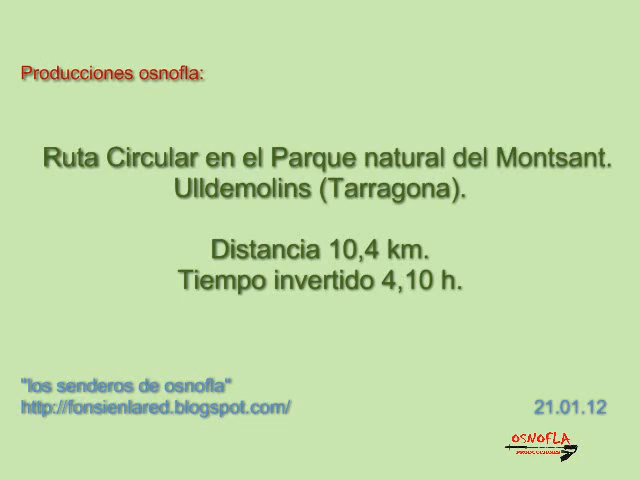 Producciones osnofla:
Ruta Circular en el Parque natural del Montsant.
Ulldemolins (Tarragona).
Distancia 10,4 km.
Tiempo invertido 4,10 h.
"los senderos de osnofla"
http://fonsienlared.blogspot.com/
21.01.12
OSNOFLA
PRODUCCIONES